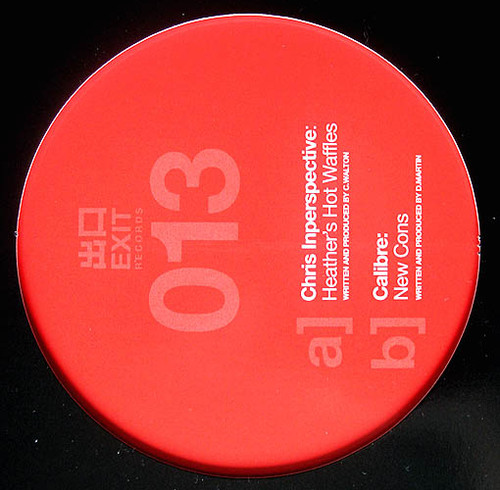 出口
EXIT
RECORDS
013
a]
Chris Inperspective:
Heather's Hot Waffles
WRITTEN AND PRODUCED BY C.WALTON
b]
Calibre:
New Cons
WRITTEN AND PRODUCED BY D.MARTIN